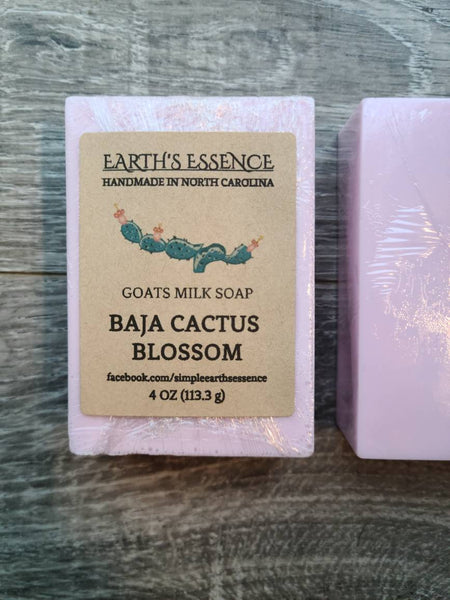 EARTH'S ESSENCE
HANDMADE IN NORTH CAROLINA
GOATS MILK SOAP
BAJA CACTUS
BLOSSOM
facebook.com/simpleearthsessence
4 OZ (113.3 g)